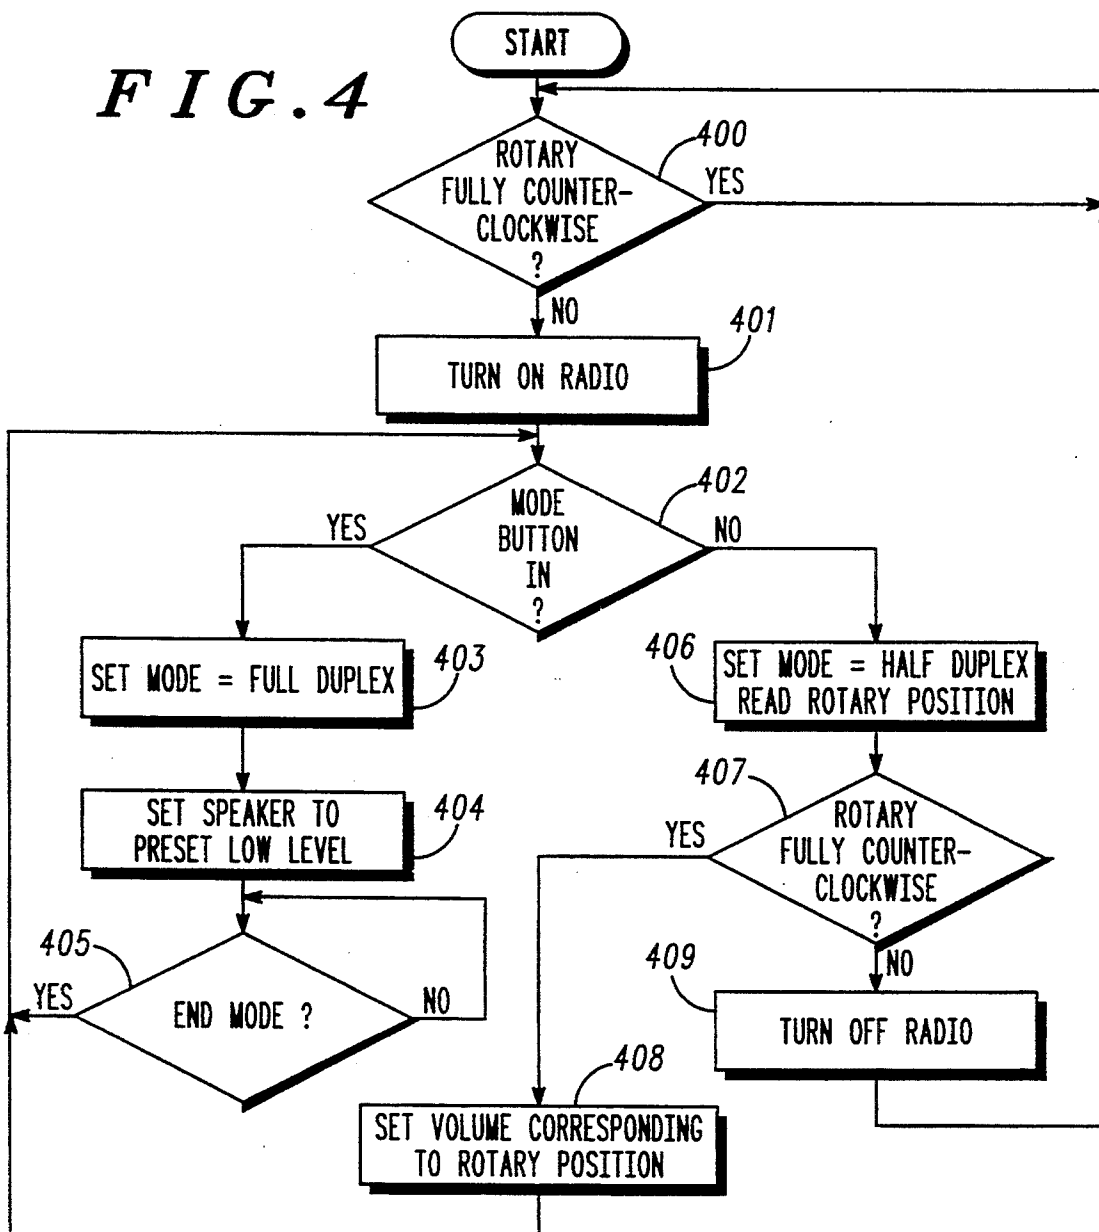 START
FIG.4
400
ROTARY
FULLY COUNTER-
CLOCKWISE
?
YES
NO
401
TURN ON RADIO
402
MODE
BUTTON
IN
?
YES
NO
403
SET MODE = FULL DUPLEX
406
SET MODE = HALF DUPLEX
READ ROTARY POSITION
404
SET SPEAKER TO
PRESET LOW LEVEL
407
ROTARY
FULLY COUNTER-
CLOCKWISE
?
YES
NO
405
END MODE ?
YES
NO
409
TURN OFF RADIO
408
SET VOLUME CORRESPONDING
TO ROTARY POSITION